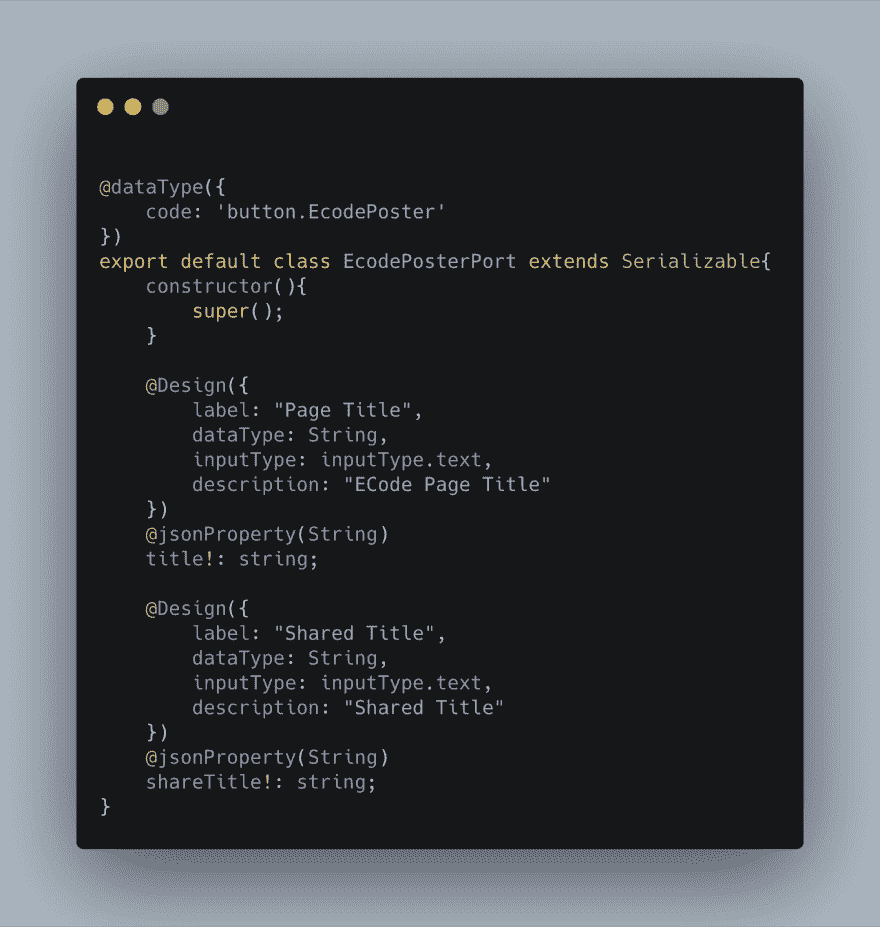 @dataType({
    code: 'button.EcodePoster'
})
export default class EcodePosterPort extends Serializable{
    constructor(){
        super();
    }

    @Design({
        label: "Page Title",
        dataType: String,
        inputType: inputType.text,
        description: "ECode Page Title"
    })
    @jsonProperty(String)
    title!: string;

    @Design({
        label: "Shared Title",
        dataType: String,
        inputType: inputType.text,
        description: "Shared Title"
    })
    @jsonProperty(String)
    shareTitle!: string;
}